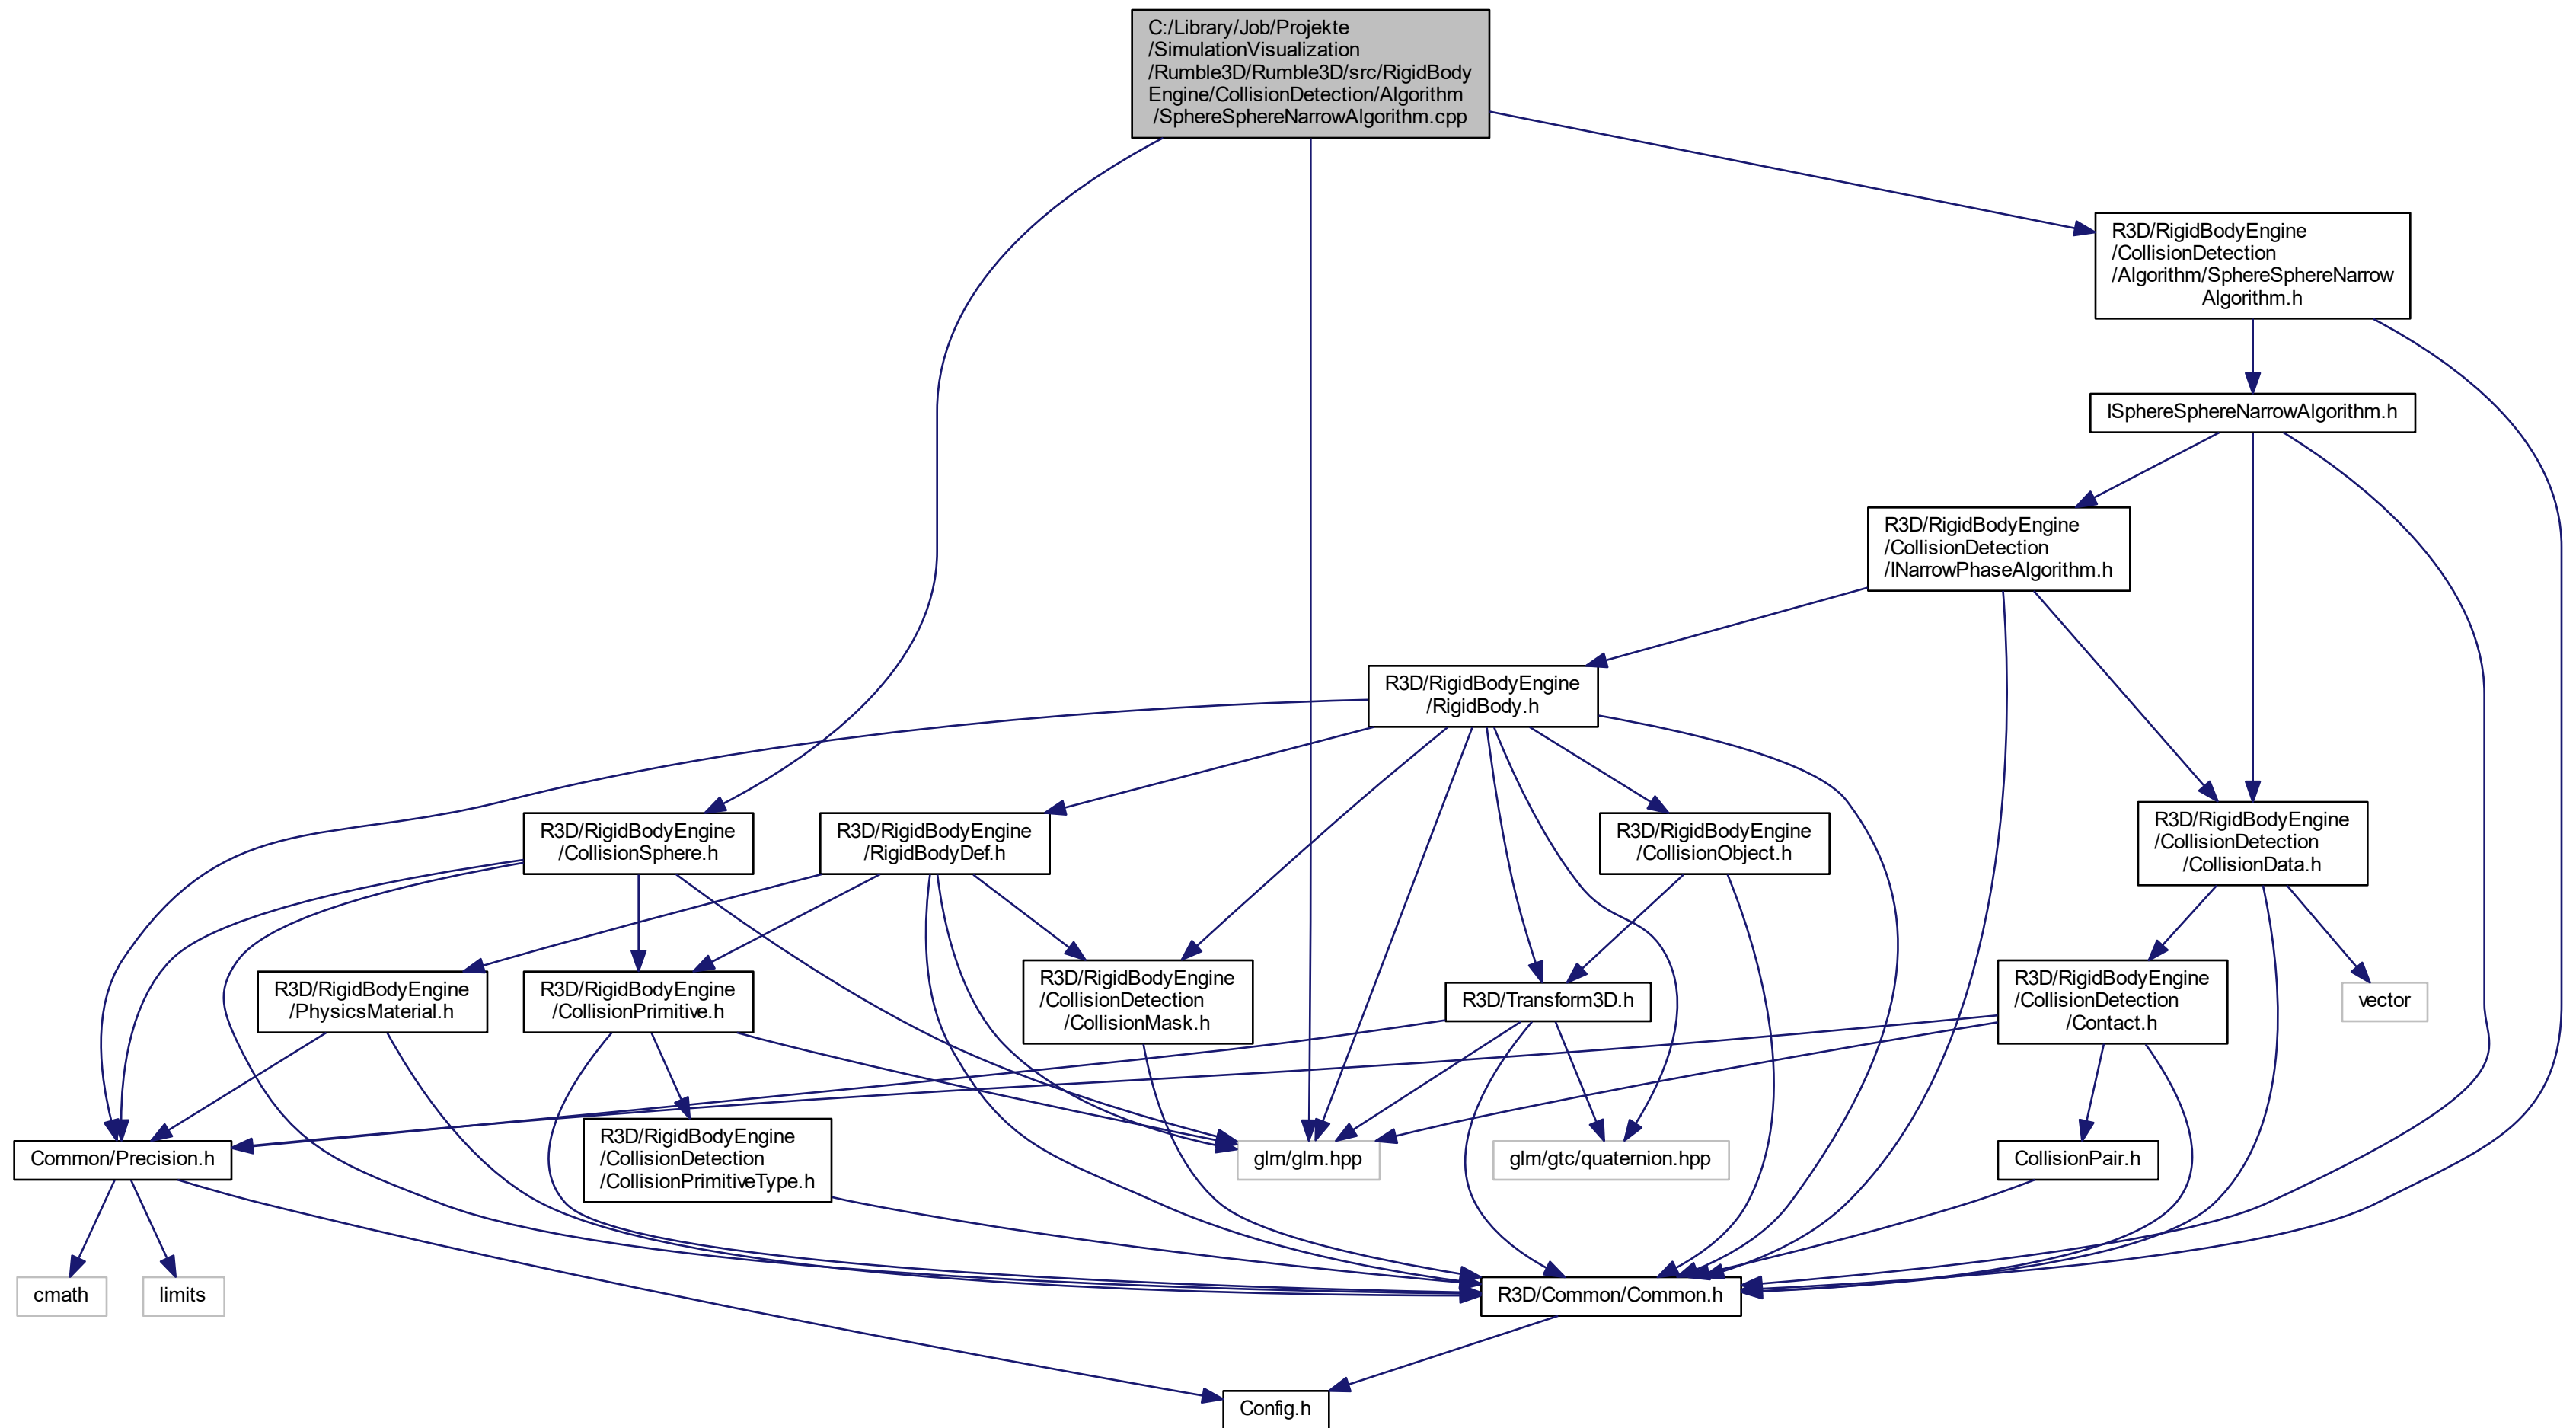 C:/Library/Job/Projekte
/SimulationVisualization
/Rumble3D/Rumble3D/src/RigidBody
Engine/CollisionDetection/Algorithm
/SphereSphereNarrowAlgorithm.cpp
R3D/RigidBodyEngine
/CollisionDetection
/Algorithm/SphereSphereNarrow
Algorithm.h
ISphereSphereNarrowAlgorithm.h
R3D/RigidBodyEngine
/CollisionDetection
/INarrowPhaseAlgorithm.h
R3D/RigidBodyEngine
/RigidBody.h
R3D/RigidBodyEngine
/CollisionSphere.h
R3D/RigidBodyEngine
/RigidBodyDef.h
R3D/RigidBodyEngine
/CollisionObject.h
R3D/RigidBodyEngine
/CollisionDetection
/CollisionData.h
R3D/RigidBodyEngine
/PhysicsMaterial.h
R3D/RigidBodyEngine
/CollisionPrimitive.h
R3D/RigidBodyEngine
/CollisionDetection
/CollisionMask.h
R3D/Transform3D.h
R3D/RigidBodyEngine
/CollisionDetection
/Contact.h
vector
Common/Precision.h
R3D/RigidBodyEngine
/CollisionDetection
/CollisionPrimitiveType.h
glm/glm.hpp
glm/gtc/quaternion.hpp
CollisionPair.h
cmath
limits
R3D/Common/Common.h
Config.h